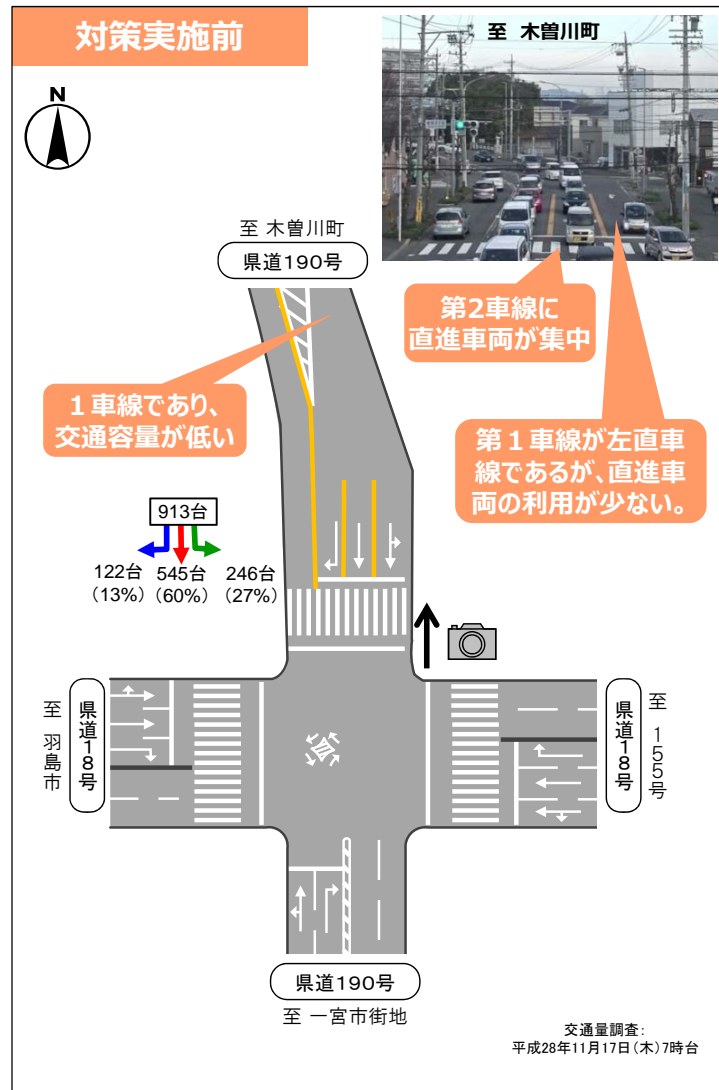 対策実施前
至 木曽川町
N
至 木曽川町
県道190号
第2車線に
直進車両が集中
1車線であり、
交通容量が低い
第1車線が左直車
線であるが、直進車
両の利用が少ない。
913台
122台
(13%)
545台
(60%)
246台
(27%)
至 羽島市
県道18号
県道18号
至 155号
県道190号
至 一宮市街地
交通量調査:
平成28年11月17日(木)7時台